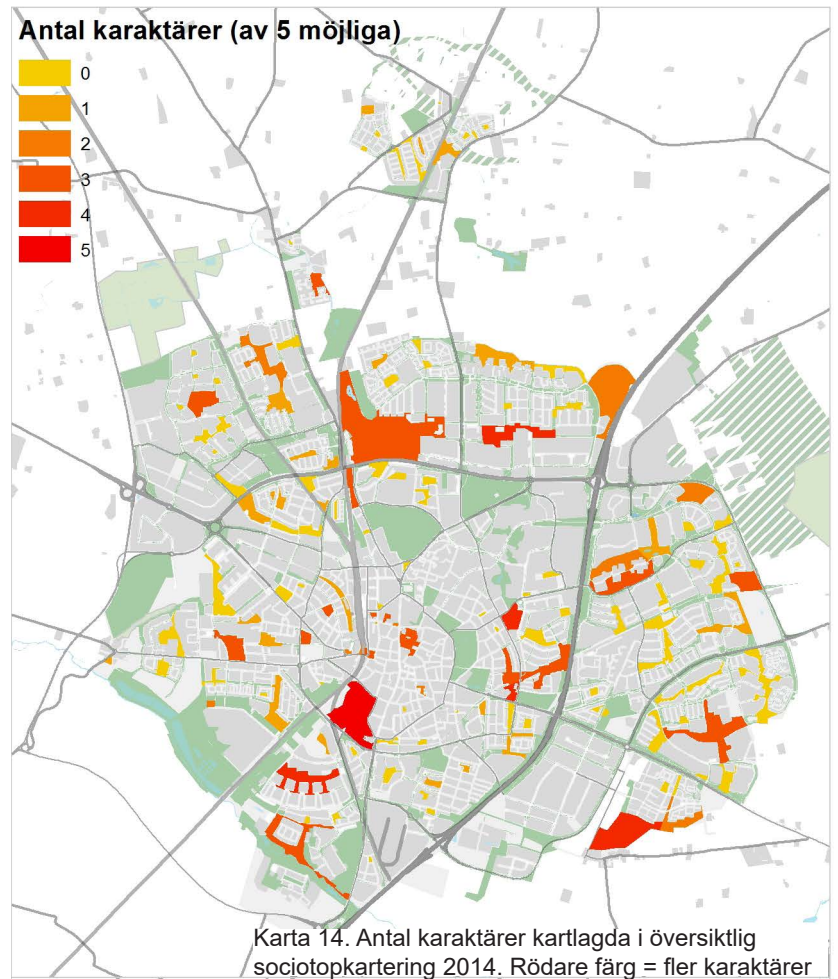 Antal karaktärer (av 5 möjliga)
0
1
2
3
4
5
Karta 14. Antal karaktärer kartlagda i översiktlig
sociotopkartering 2014. Rödare färg = fler karaktärer